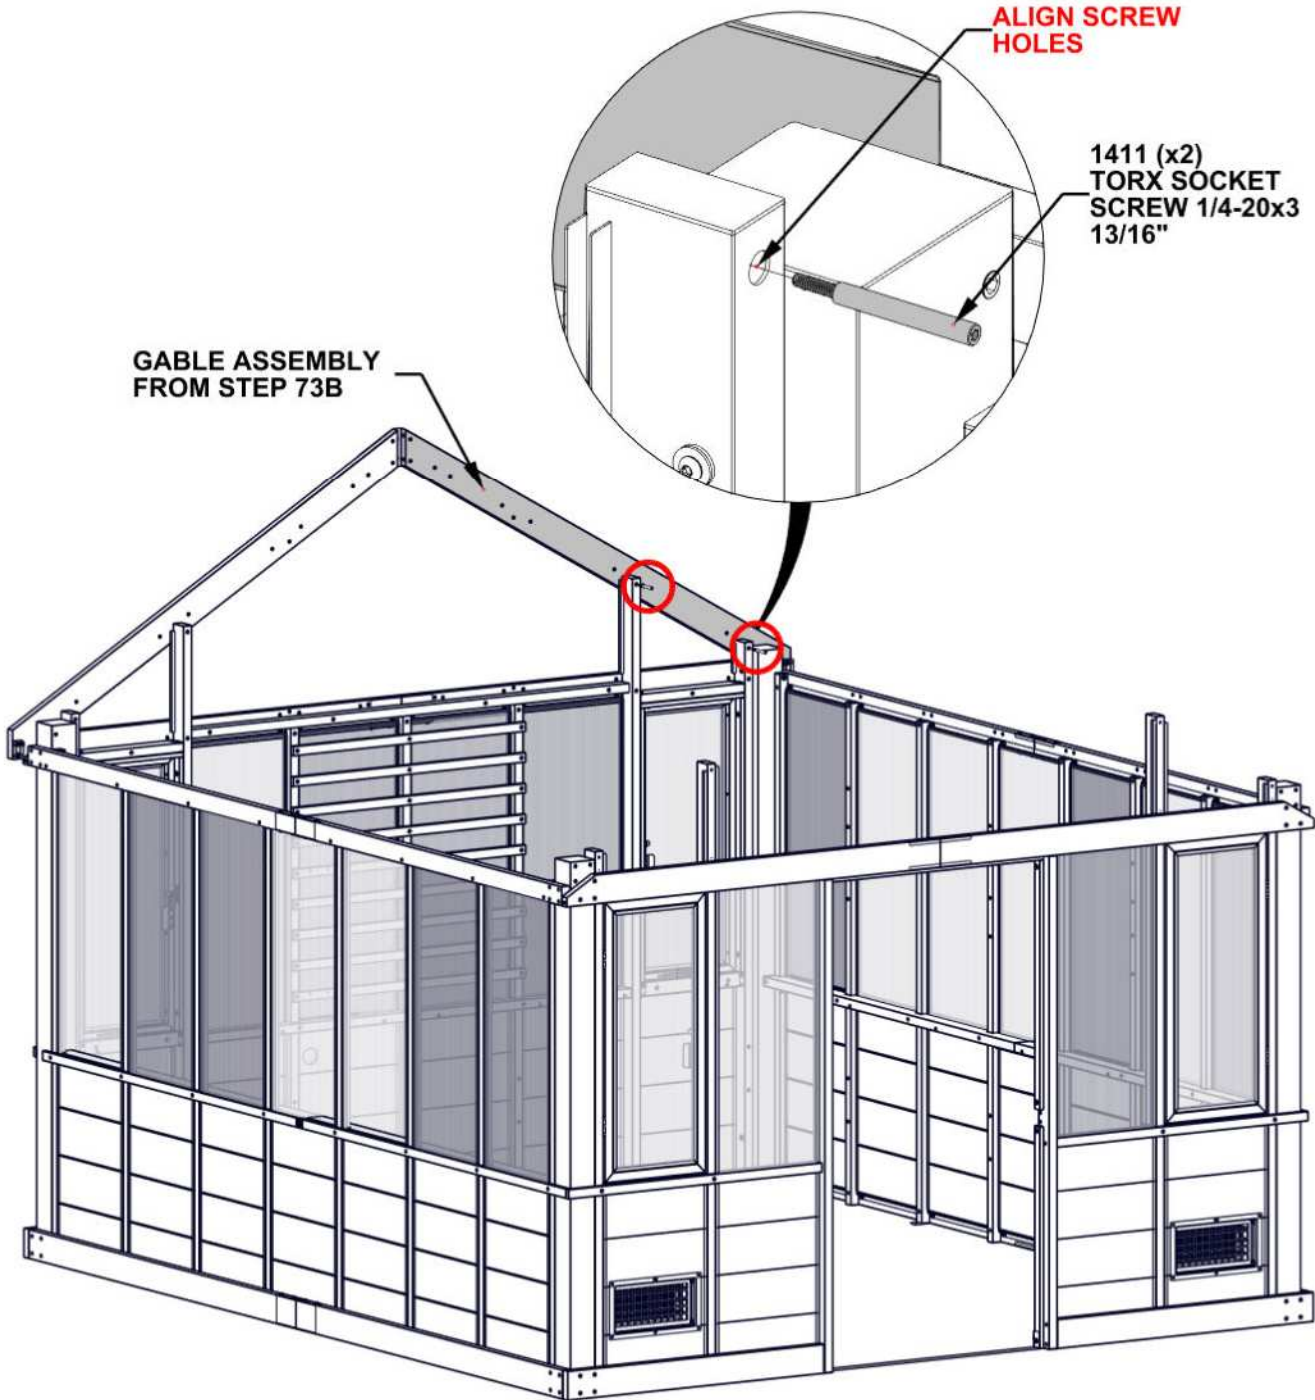 ALIGN SCREW
HOLES
1411 (x2)
TORX SOCKET
SCREW 1/4-20x3
13/16"
GABLE ASSEMBLY
FROM STEP 73B